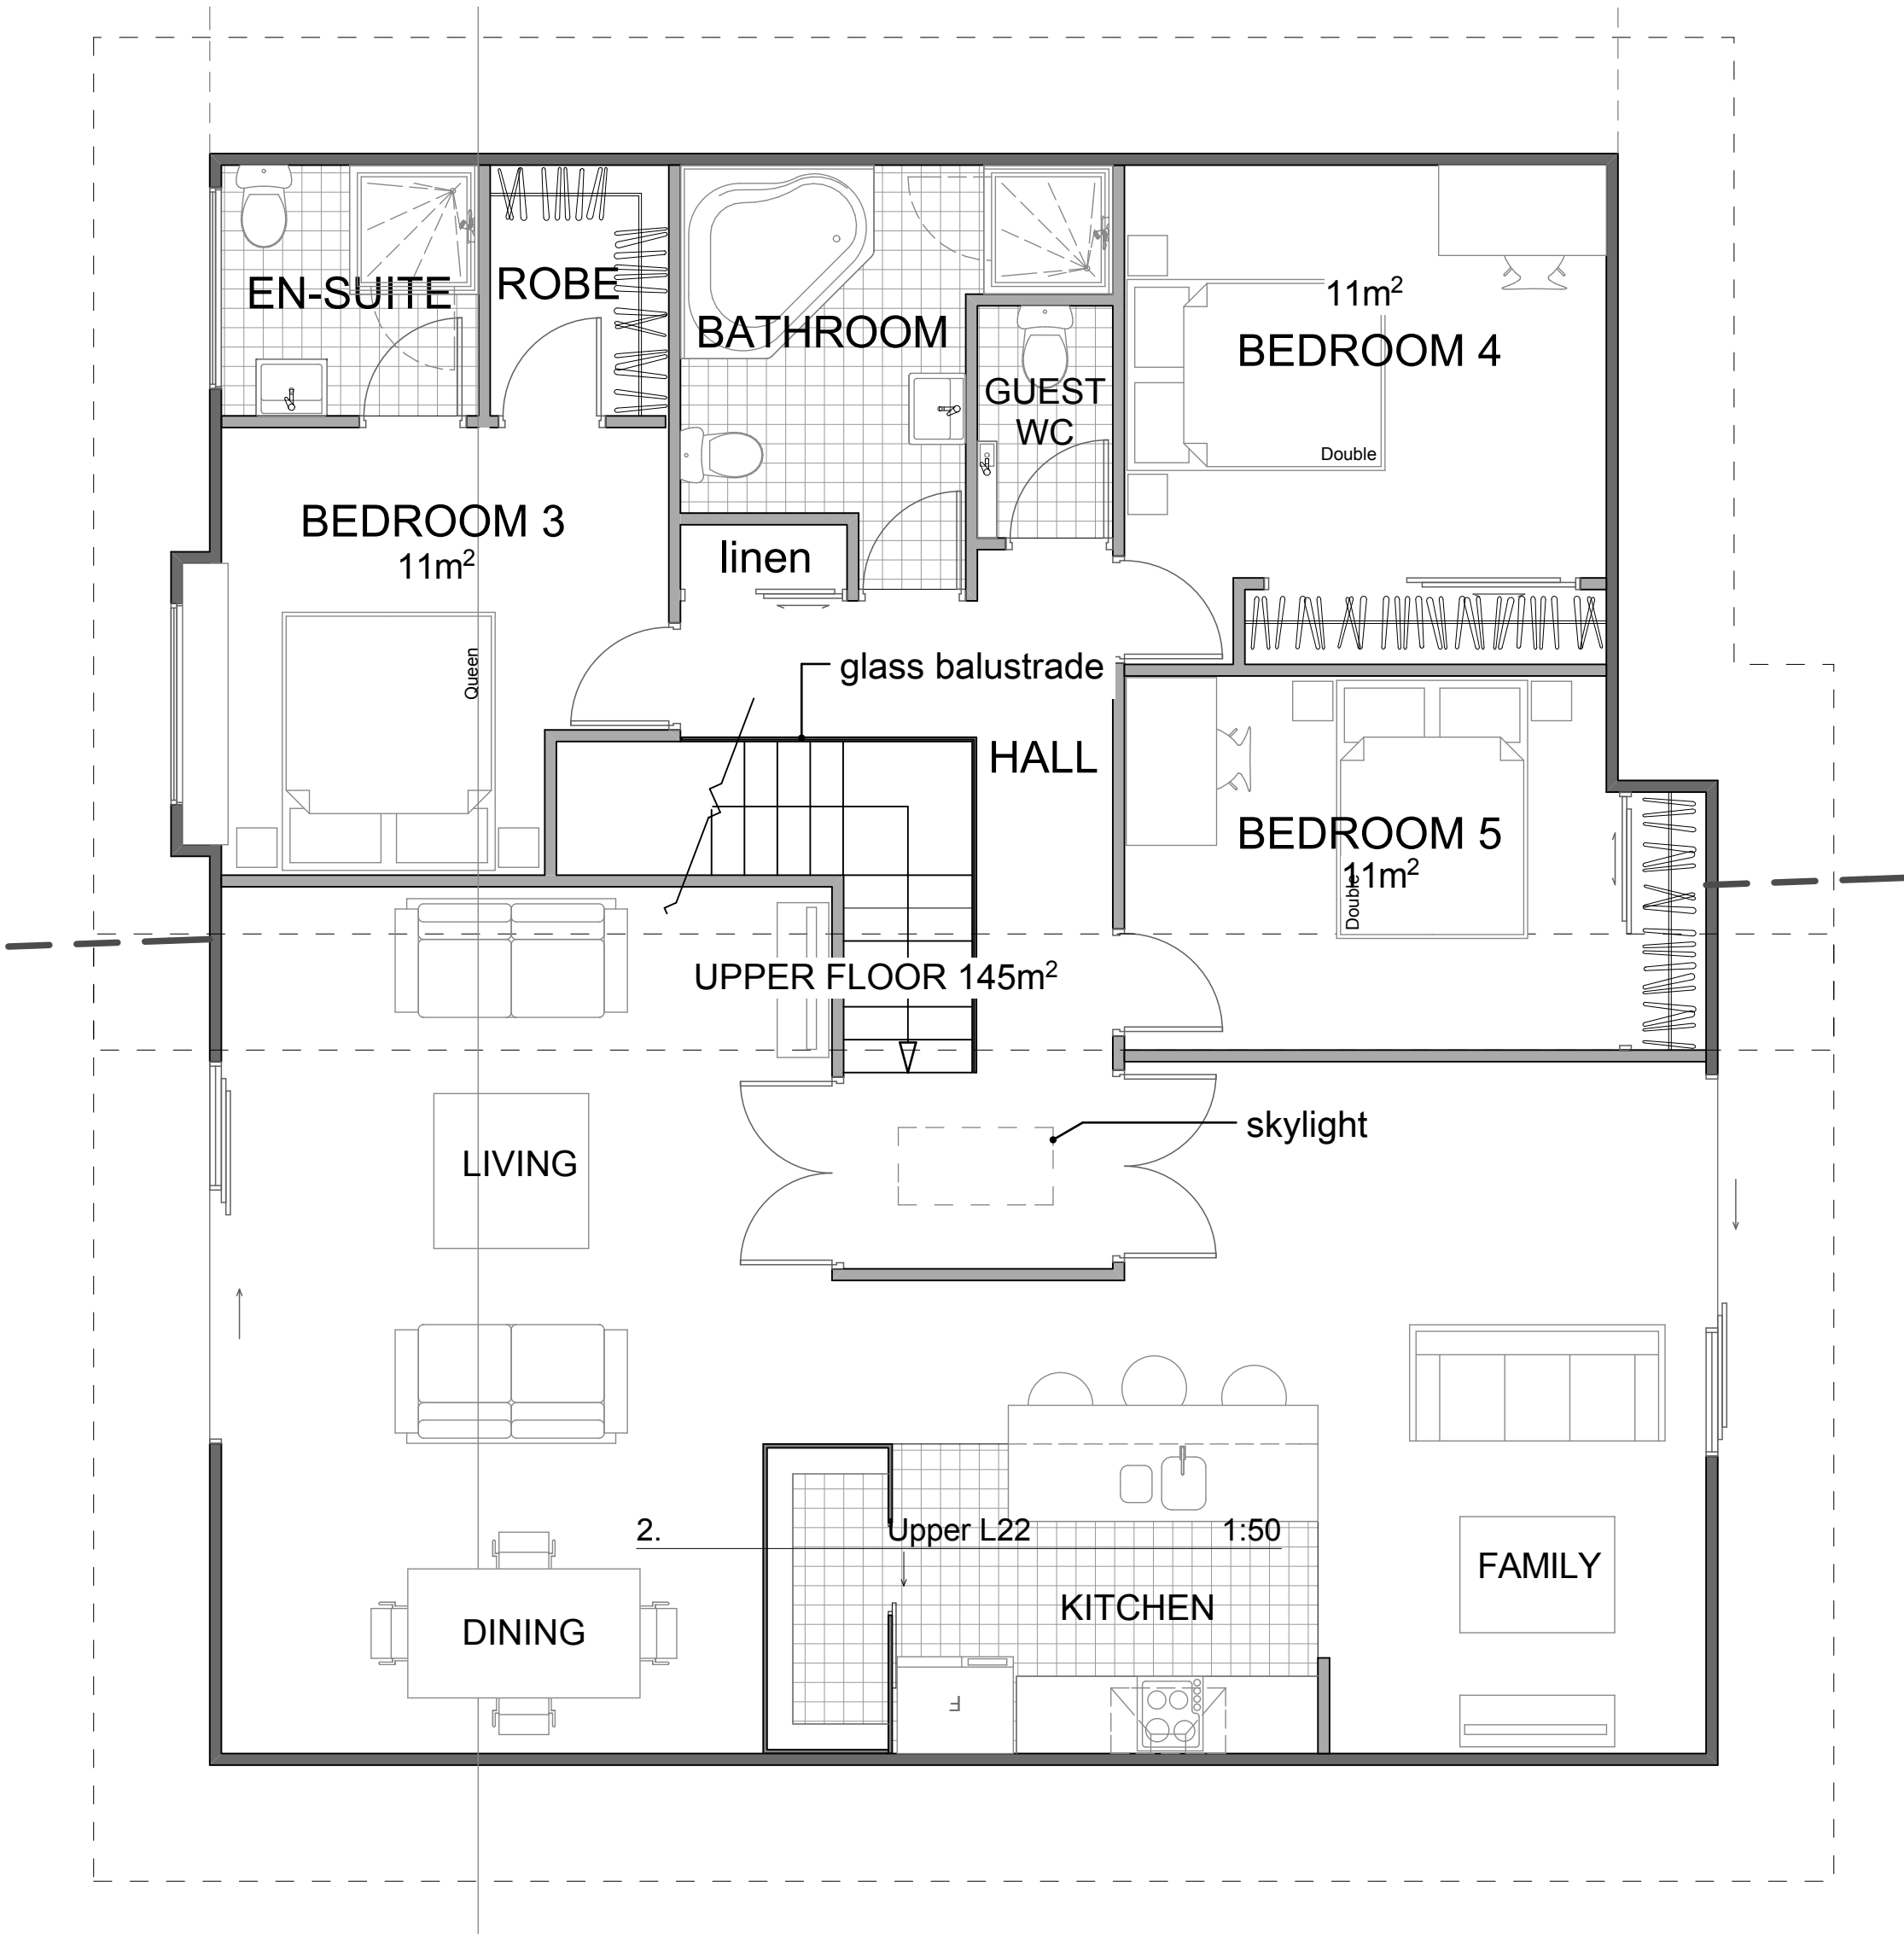 EN-SUITE
ROBE
BATHROOM
GUEST
WC
11m²
BEDROOM 4
Double
BEDROOM 3
11m²
Queen
linen
glass balustrade
HALL
BEDROOM 5
11m²
Double
UPPER FLOOR 145m²
skylight
LIVING
2. Upper L22 1:50
KITCHEN
FAMILY
DINING
F